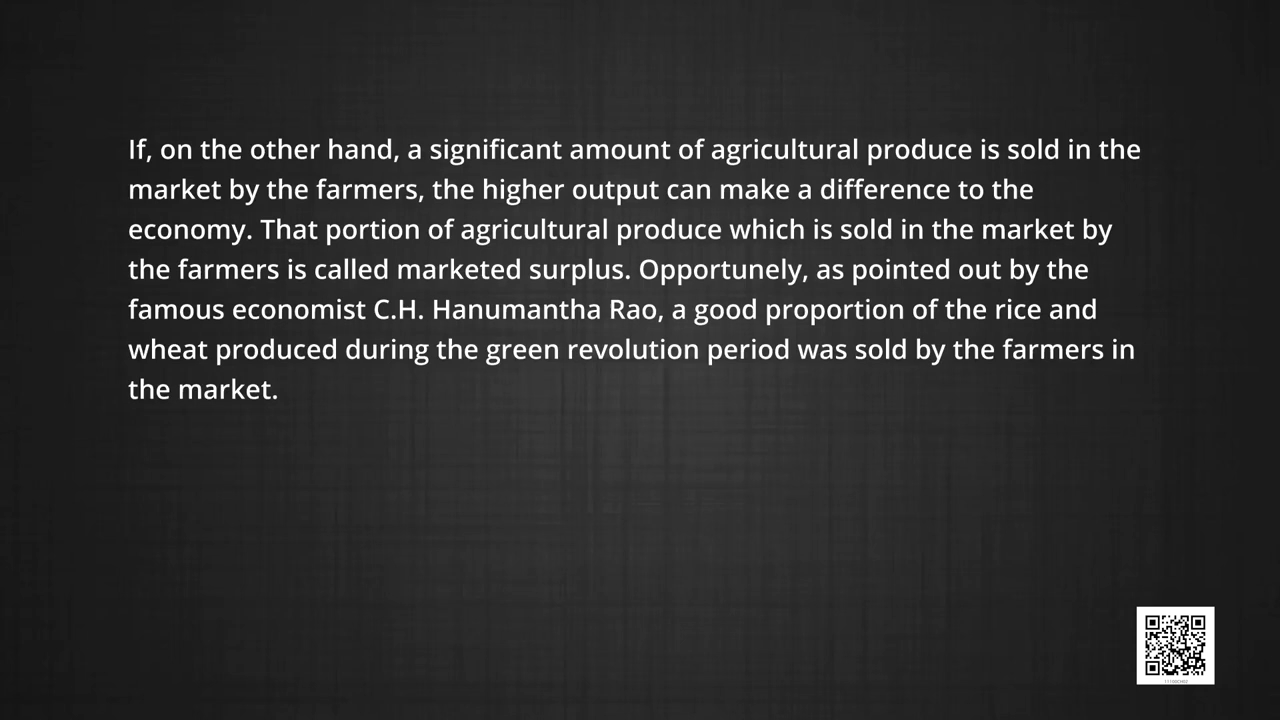 If, on the other hand, a significant amount of agricultural produce is sold in the
market by the farmers, the higher output can make a difference to the
economy. That portion of agricultural produce which is sold in the market by
the farmers is called marketed surplus. Opportunely, as pointed out by the
famous economist C.H. Hanumantha Rao, a good proportion of the rice and
wheat produced during the green revolution period was sold by the farmers in
the market.